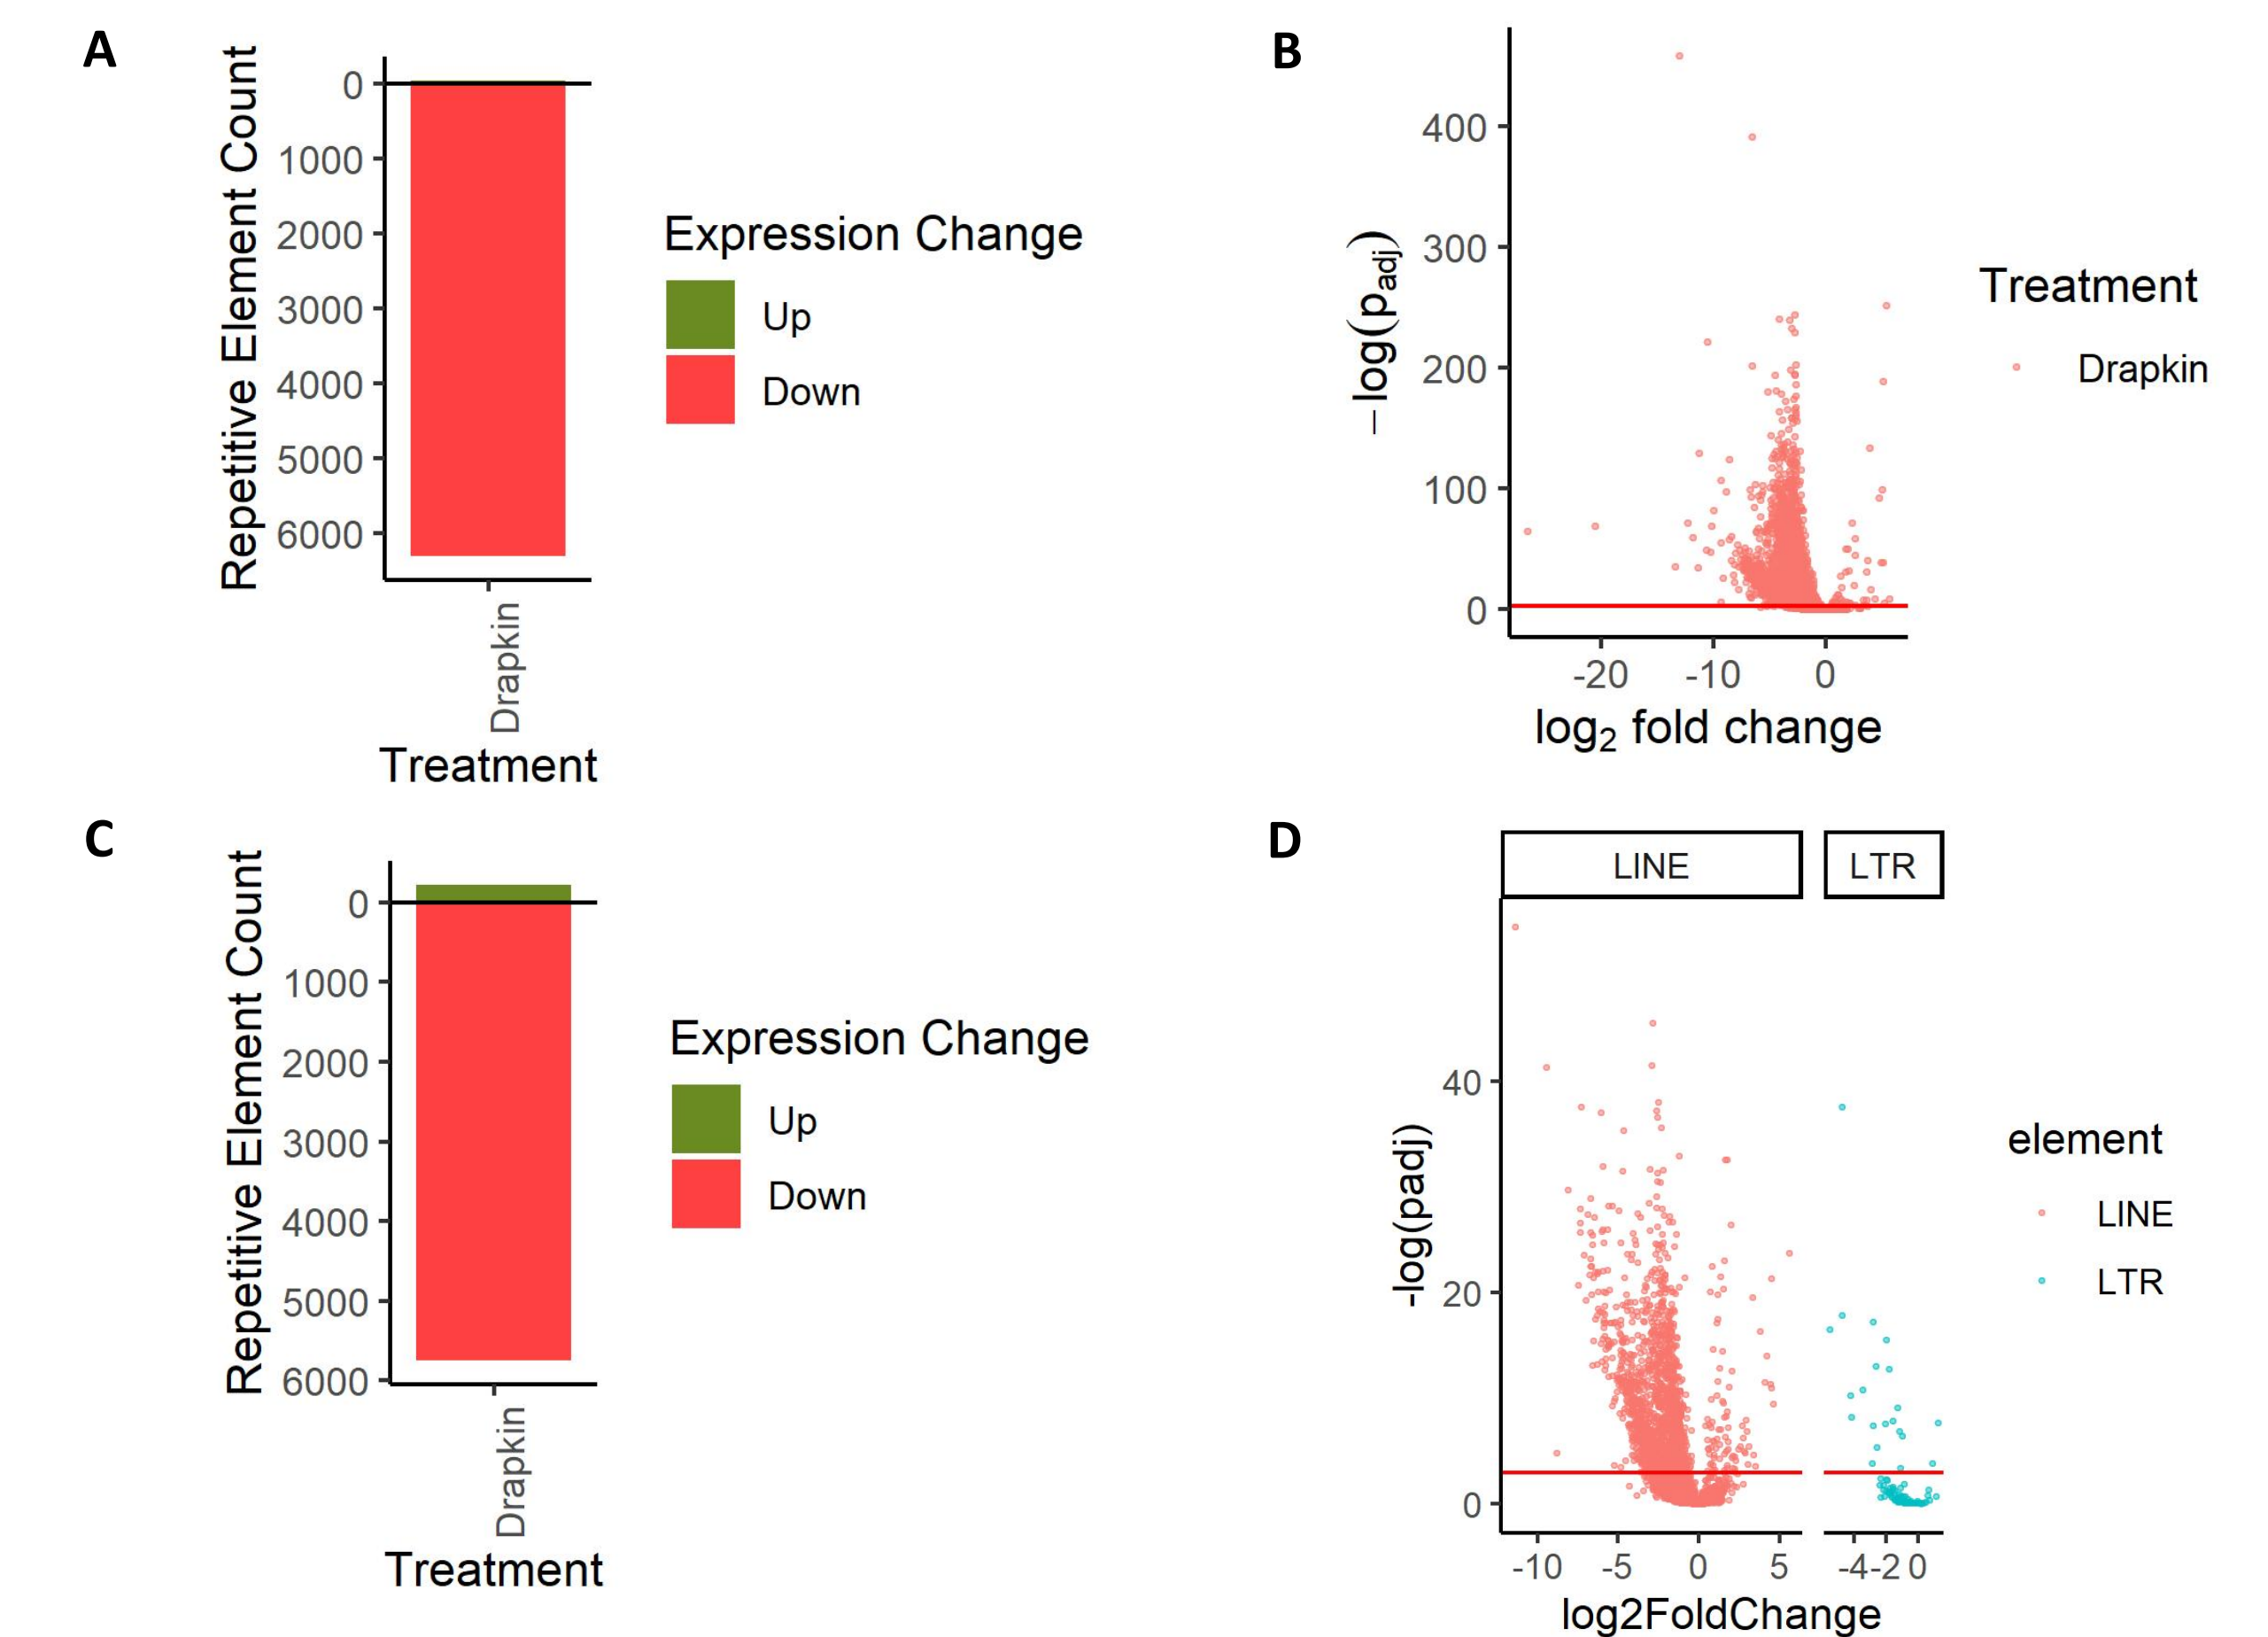 A
Repetitive Element Count
0
1000
2000
3000
4000
5000
6000
Drapkin
Treatment
Expression Change
Up
Down
B
−log(padj)
400
300
200
100
0
-20 -10 0
log2 fold change
Treatment
Drapkin
C
Repetitive Element Count
0
1000
2000
3000
4000
5000
6000
Drapkin
Treatment
Expression Change
Up
Down
D
LINE LTR
-log(padj)
40
20
0
-10 -5 0 5 -4 -2 0
log2FoldChange
element
LINE
LTR